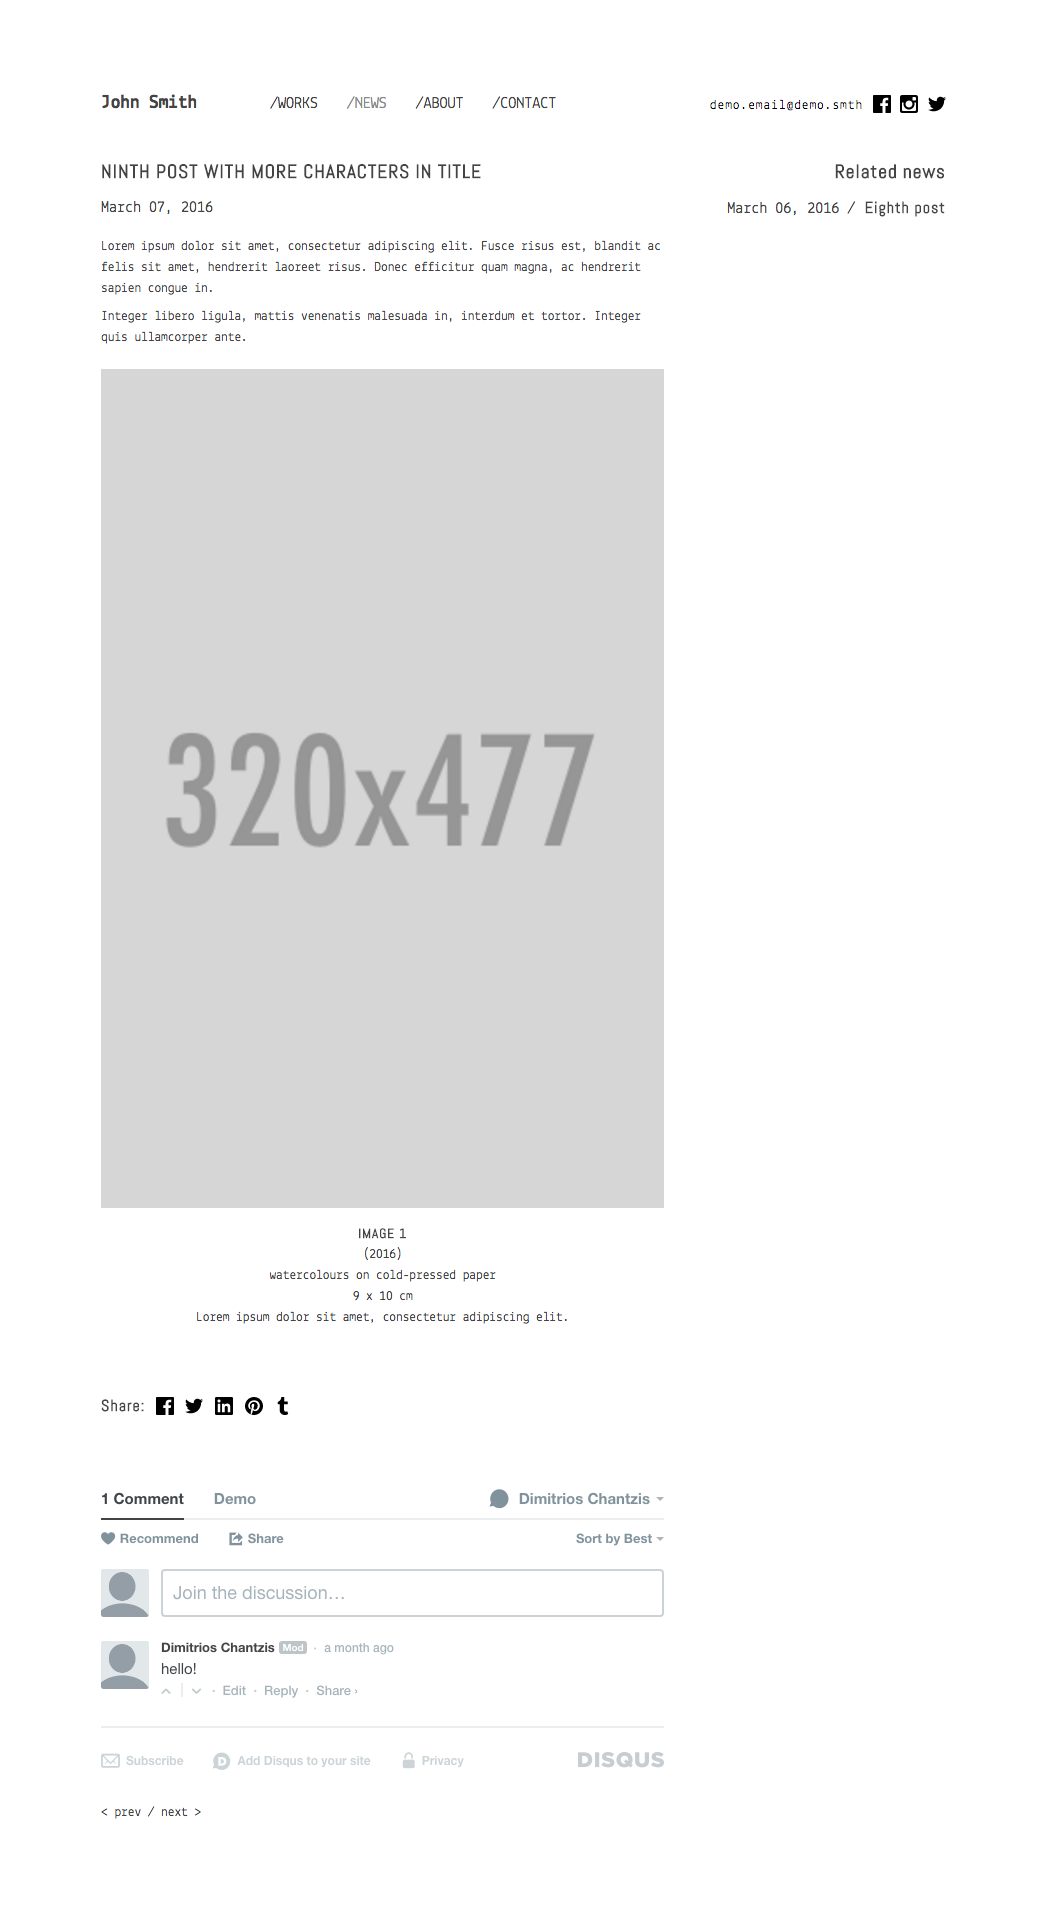 John Smith
/WORKS /NEWS /ABOUT /CONTACT
demo.email@demo.smth
NINTH POST WITH MORE CHARACTERS IN TITLE
March 07, 2016
Lorem ipsum dolor sit amet, consectetur adipiscing elit. Fusce risus est, blandit ac
felis sit amet, hendrerit laoreet risus. Donec efficitur quam magna, ac hendrerit
sapien congue in.
Integer libero ligula, mattis venenatis malesuada in, interdum et tortor. Integer
quis ullamcorper ante.
Related news
March 06, 2016 / Eighth post
320x477
IMAGE 1
(2016)
watercolours on cold-pressed paper
9 x 10 cm
Lorem ipsum dolor sit amet, consectetur adipiscing elit.
Share:
1 Comment Demo Dimitrios Chantzis
Recommend Share Sort by Best
Join the discussion...
Dimitrios Chantzis Mod · a month ago
hello!
· Edit · Reply · Share ›
Subscribe Add Disqus to your site Privacy DISQUS
< prev / next >